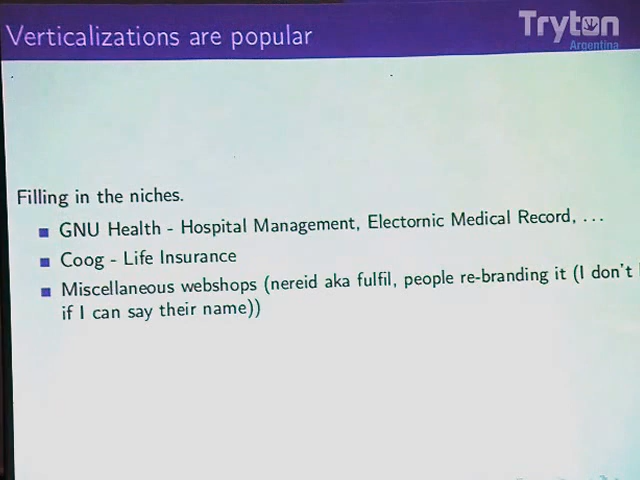 Verticalizations are popular
Tryton
Argentina
Filling in the niches.
GNU Health - Hospital Management, Electornic Medical Record, ...
Coog - Life Insurance
Miscellaneous webshops (nereid aka fulfil, people re-branding it (I don't
if I can say their name))